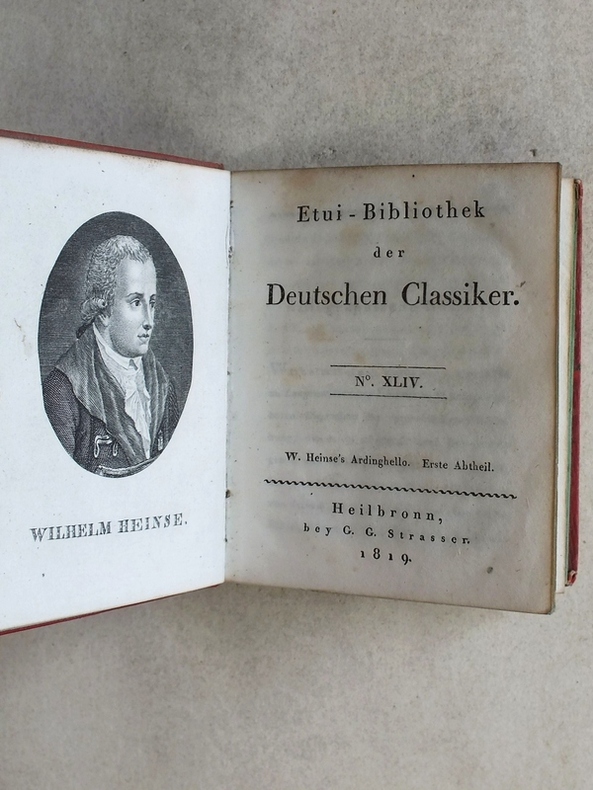 WILHELM HEINSE.
Etui-Bibliothek
der
Deutschen Classiker.
N°. XLIV.
W. Heinse's Ardinghello. Erste Abtheil.
Heilbronn,
bey G. G. Strasser.
1819.